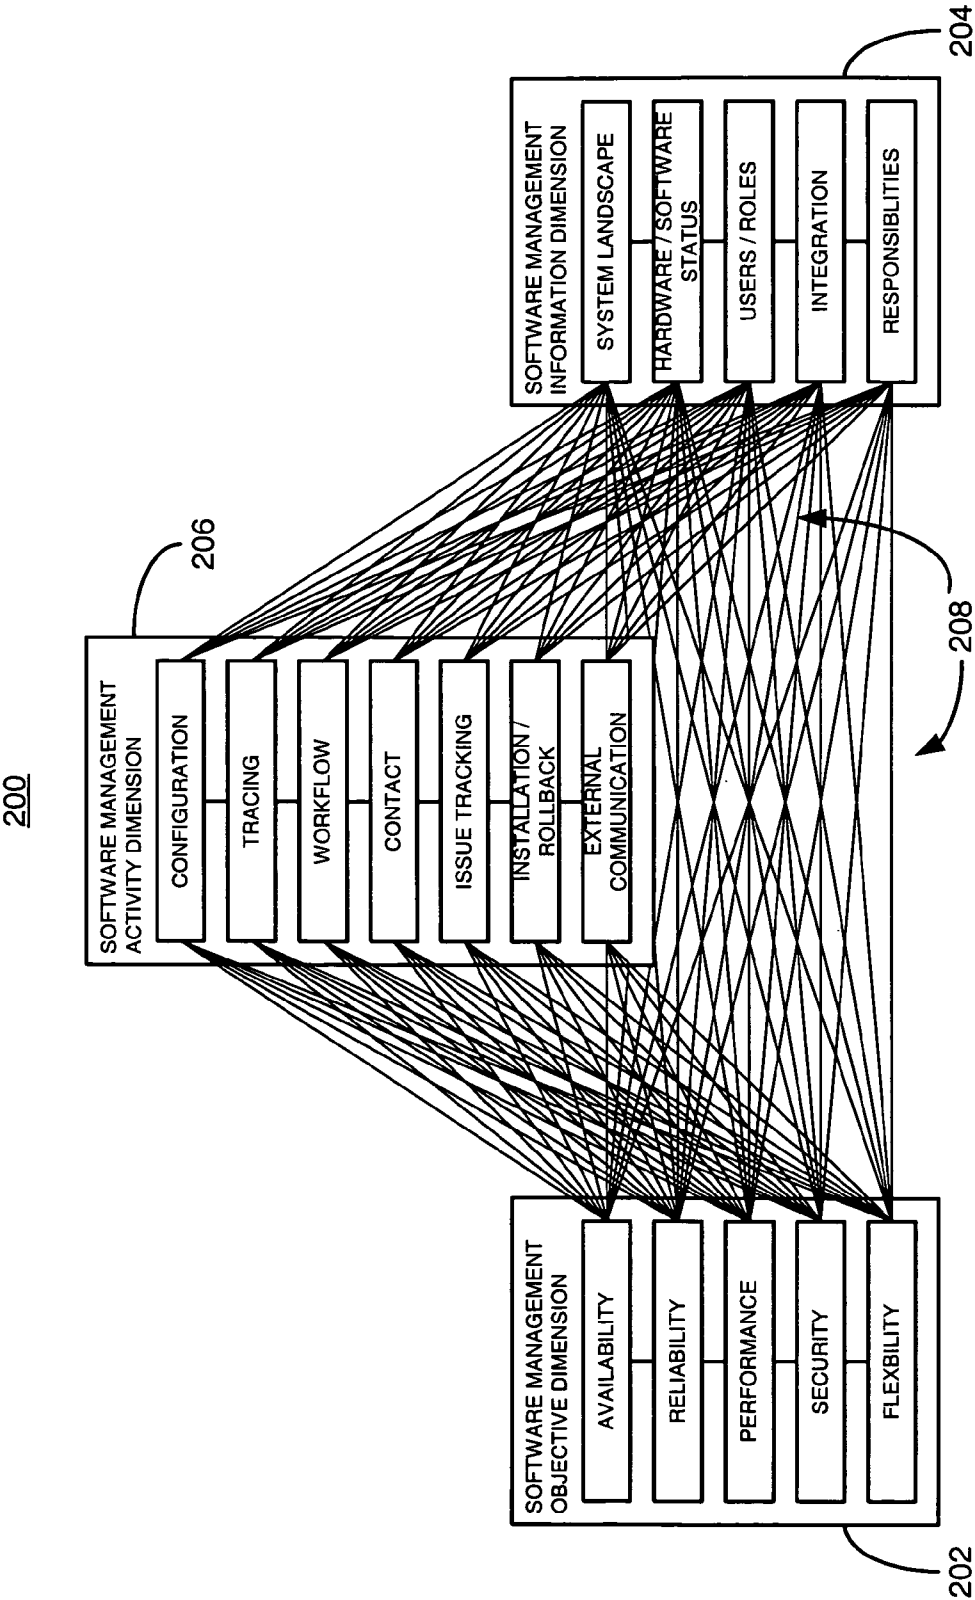 200
SOFTWARE MANAGEMENT
ACTIVITY DIMENSION
CONFIGURATION
TRACING
WORKFLOW
CONTACT
ISSUE TRACKING
INSTALLATION /
ROLLBACK
EXTERNAL
COMMUNICATION
206
SOFTWARE MANAGEMENT
OBJECTIVE DIMENSION
AVAILABILITY
RELIABILITY
PERFORMANCE
SECURITY
FLEXBILITY
202
SOFTWARE MANAGEMENT
INFORMATION DIMENSION
SYSTEM LANDSCAPE
HARDWARE / SOFTWARE
STATUS
USERS / ROLES
INTEGRATION
RESPONSIBLITIES
204
208